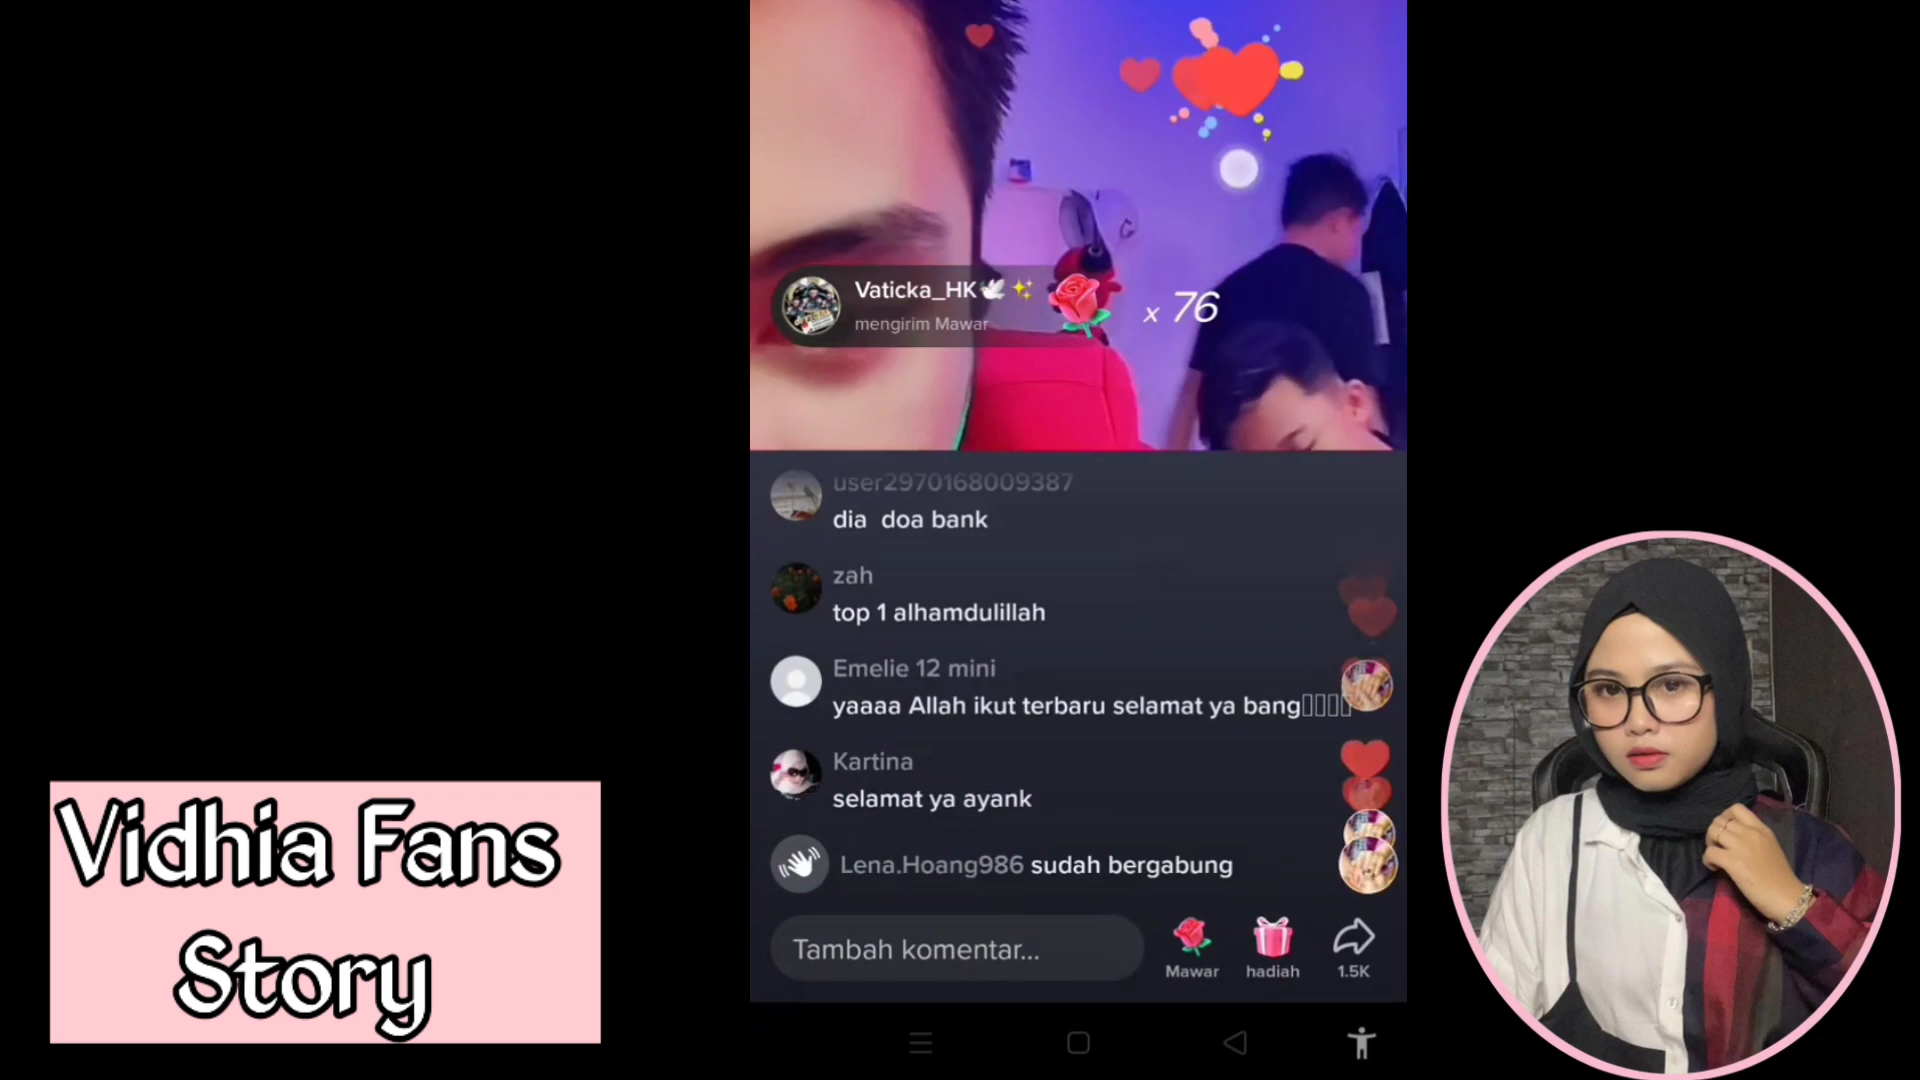 Vaticka_HK🕊✨
mengirim Mawar
x 76
user2970168009387
dia doa bank
zah
top 1 alhamdulillah
Emelie 12 mini
yaaaa Allah ikut terbaru selamat ya bang
Kartina
selamat ya ayank
Lena.Hoang986 sudah bergabung
Tambah komentar...
Mawar
hadiah
1.5K
Vidhia Fans
Story